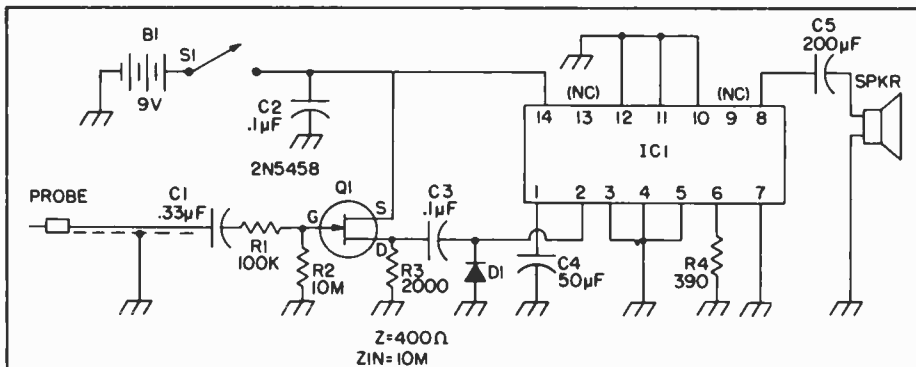 B1
S1
9V
C2
.1µF
2N5458
PROBE
C1
.33µF
R1
100K
G
Q1
S
D
R2
10M
R3
2000
C3
.1µF
D1
C4
50µF
(NC)
(NC)
14 13 12 11 10 9 8
IC1
1 2 3 4 5 6 7
R4
390
C5
200µF
SPKR
Z=400Ω
ZIN=10M